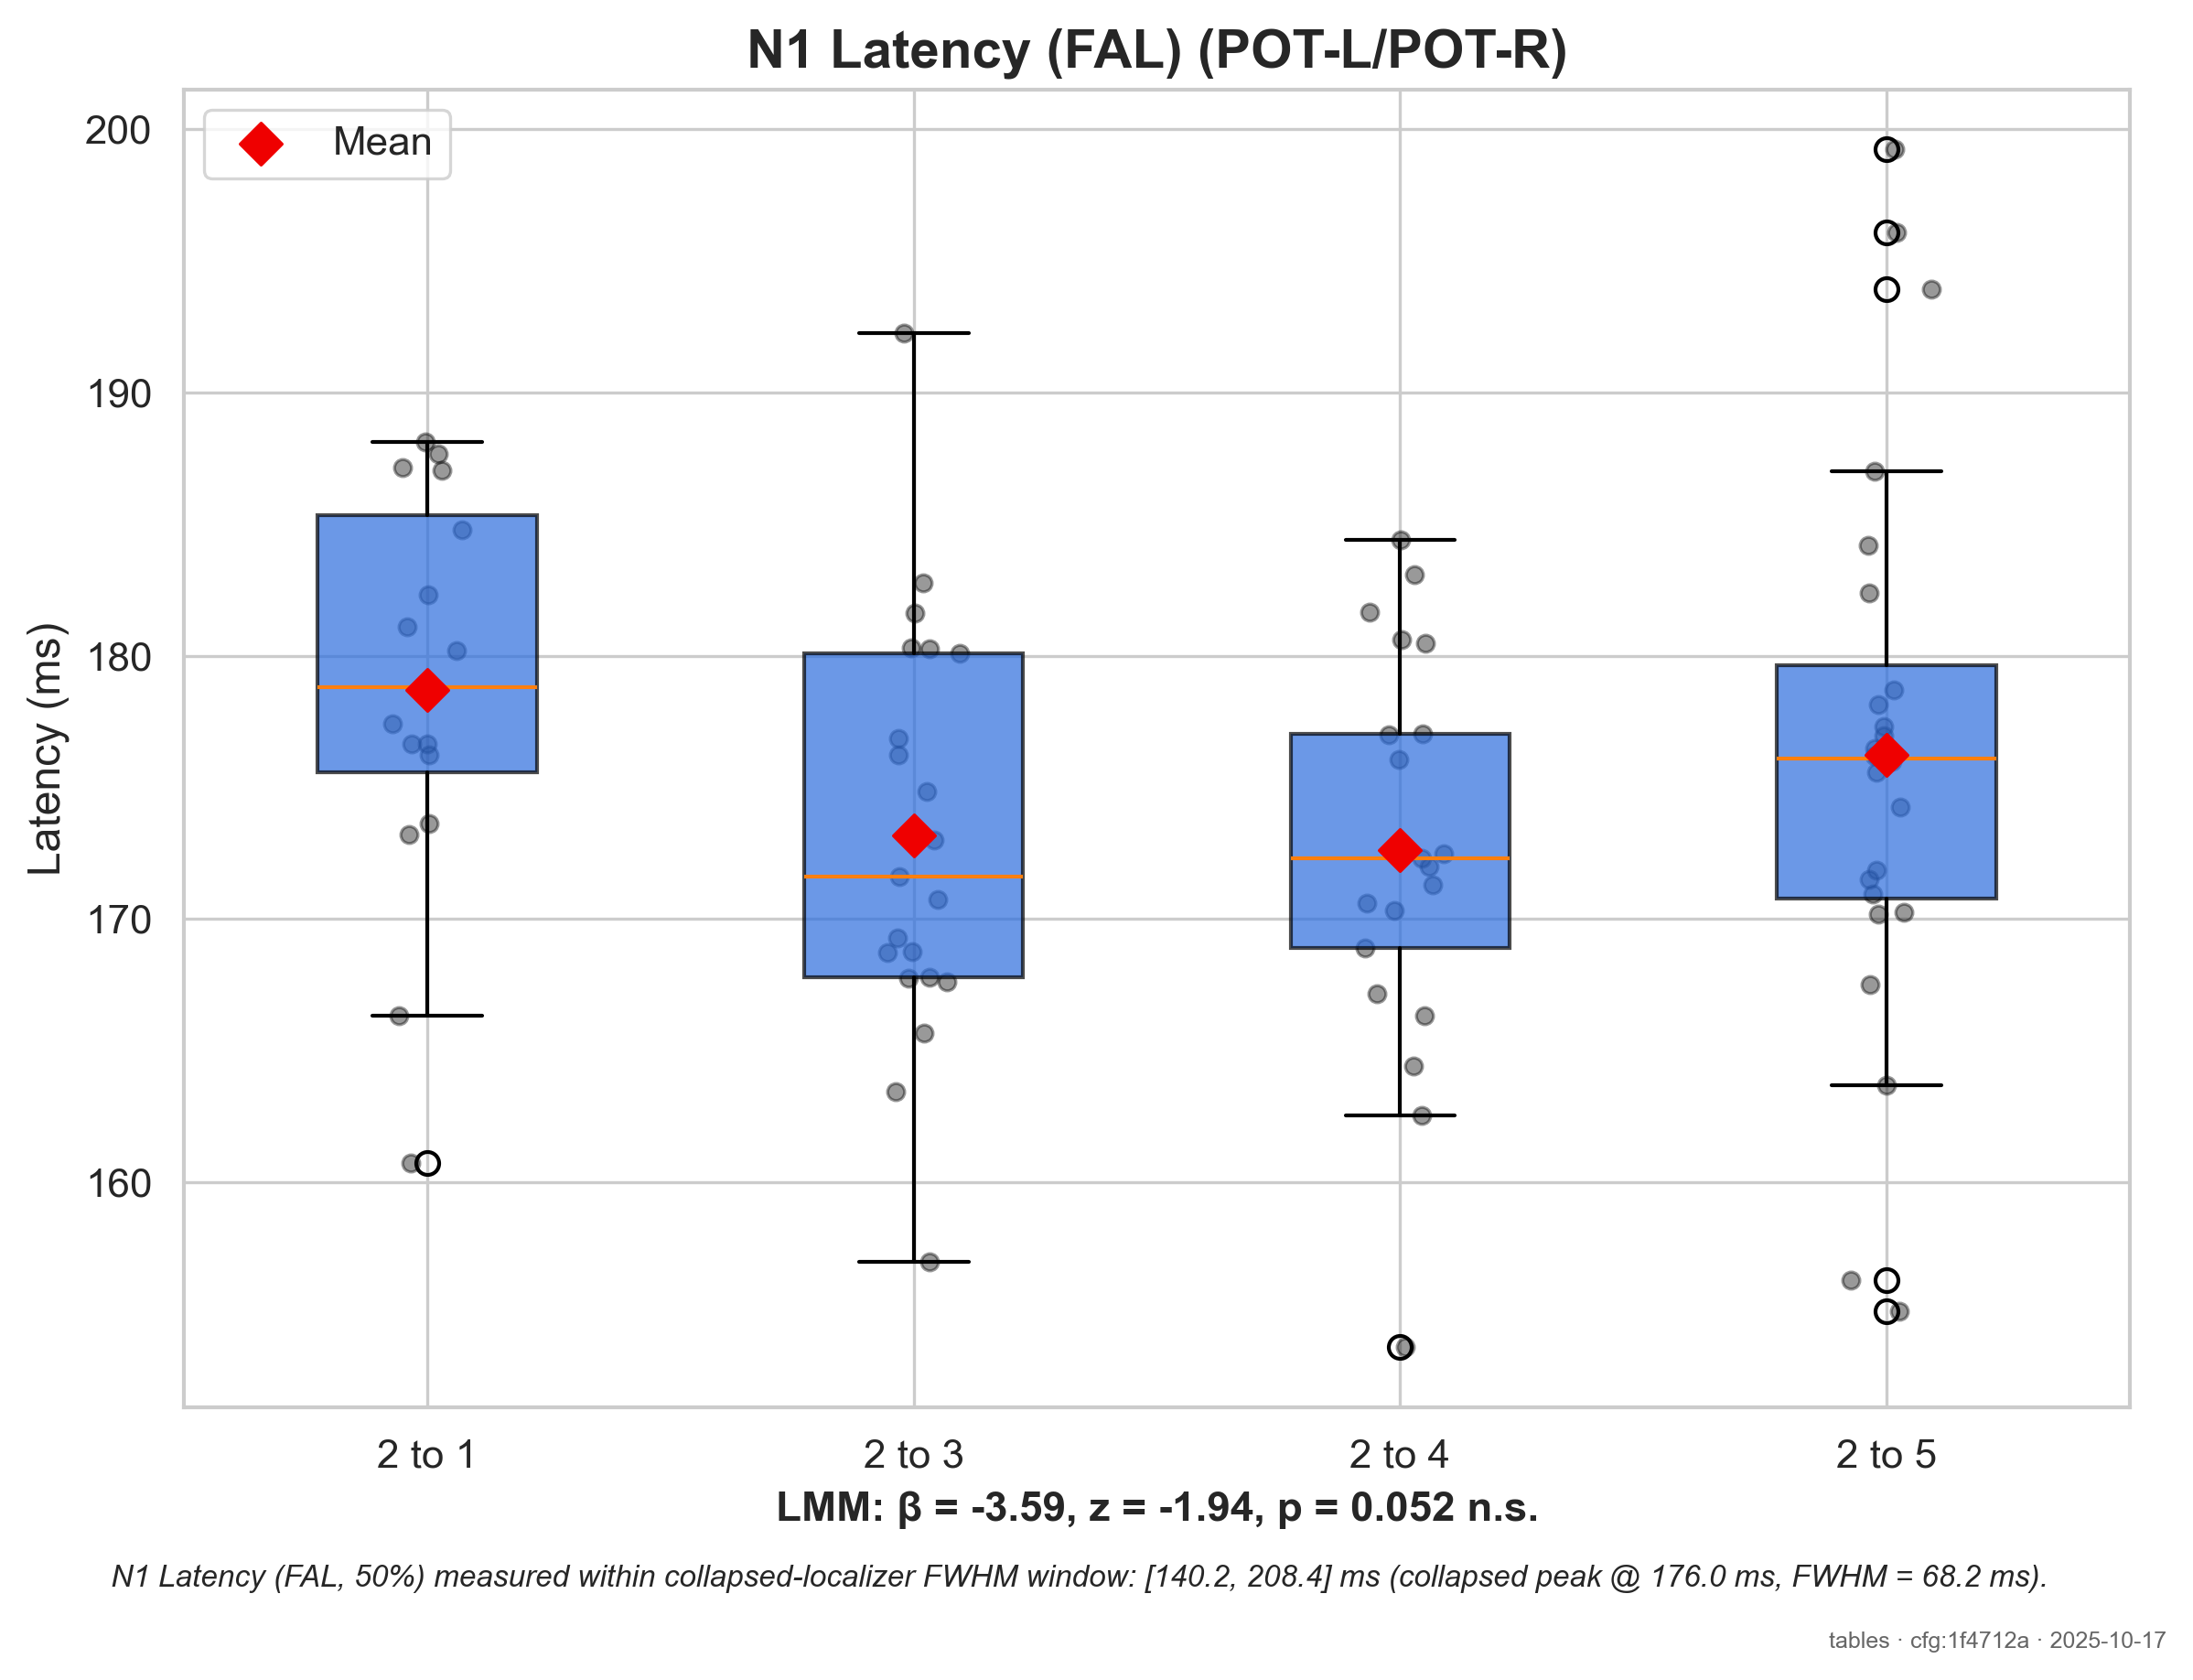 N1 Latency (FAL) (POT-L/POT-R)
Mean
200
190
180
170
160
Latency (ms)
2 to 1
2 to 3
2 to 4
2 to 5
LMM: β = -3.59, z = -1.94, p = 0.052 n.s.
N1 Latency (FAL, 50%) measured within collapsed-localizer FWHM window: [140.2, 208.4] ms (collapsed peak @ 176.0 ms, FWHM = 68.2 ms).
tables · cfg:1f4712a · 2025-10-17